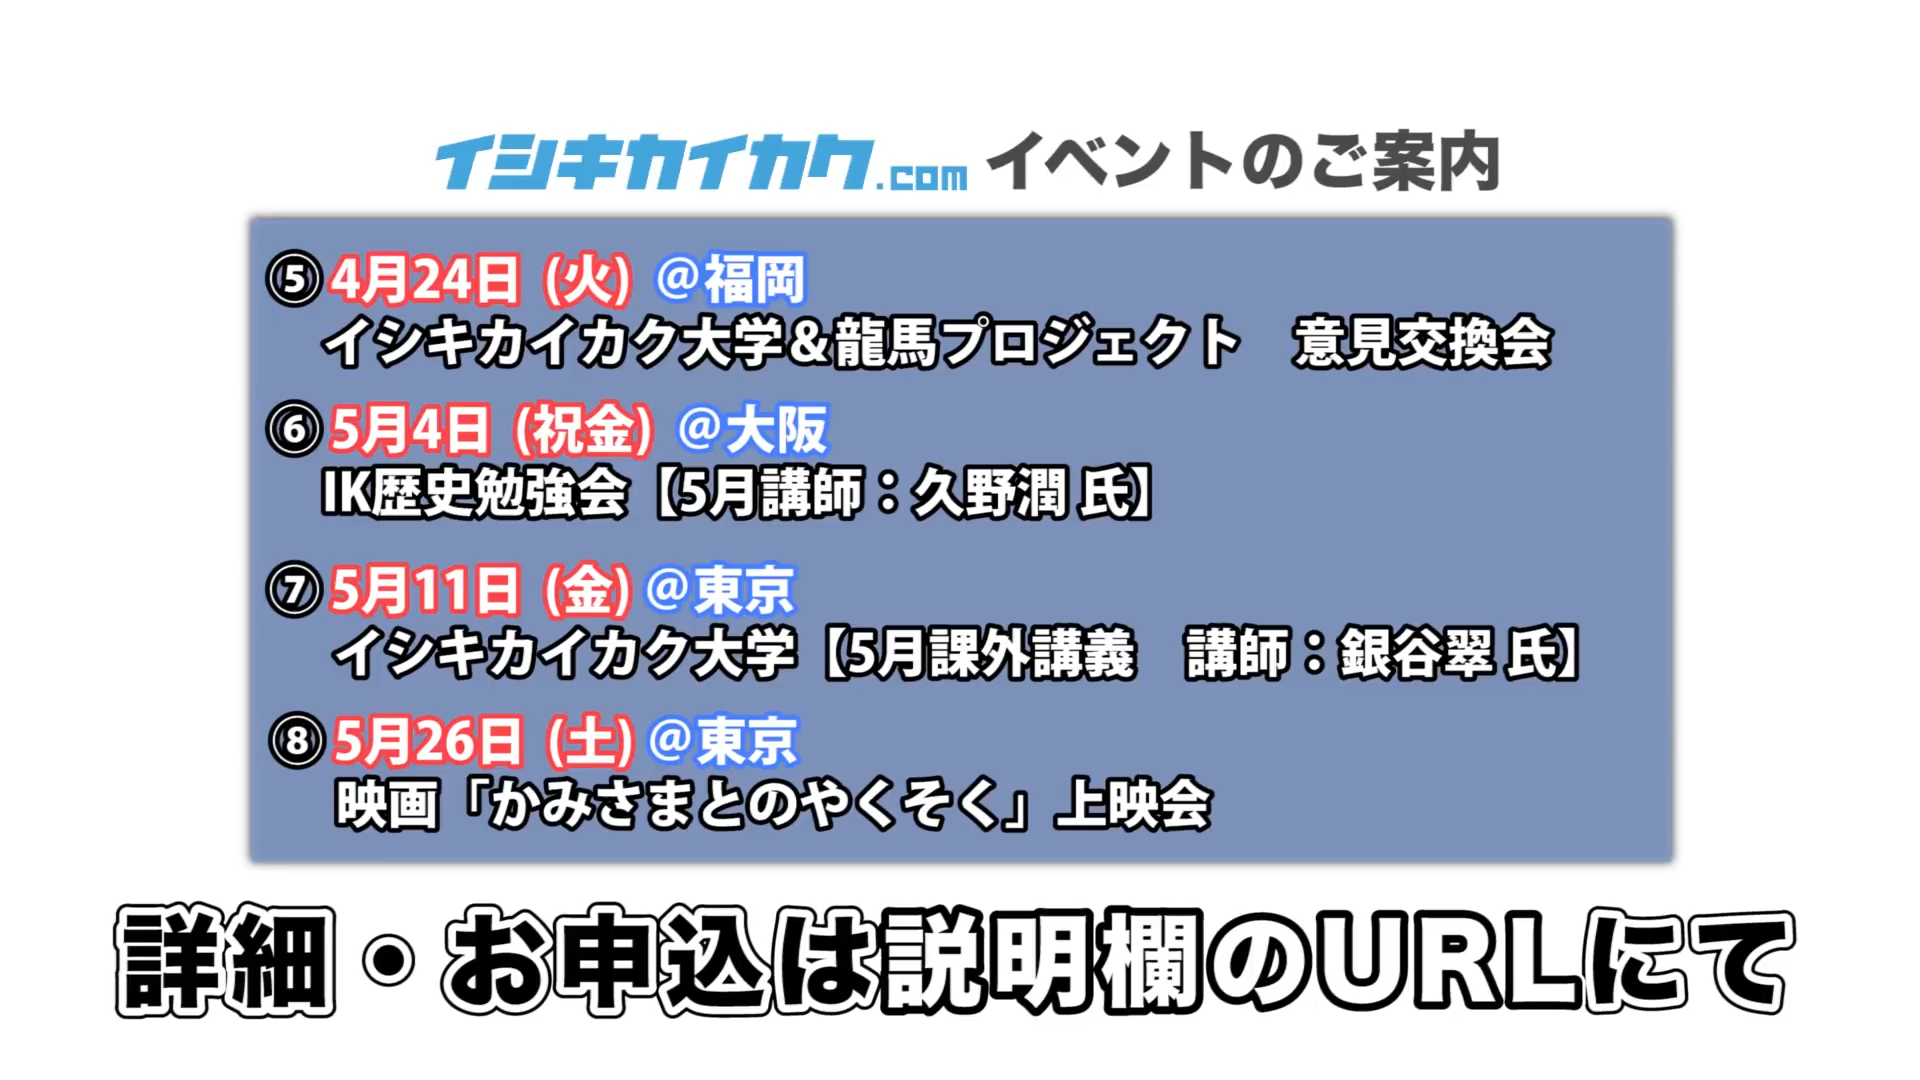 イシキカイカク.com イベントのご案内
⑤ 4月24日 (火) @福岡
イシキカイカク大学&龍馬プロジェクト　意見交換会
⑥ 5月4日 (祝金) @大阪
IK歴史勉強会【5月講師：久野潤 氏】
⑦ 5月11日 (金) @東京
イシキカイカク大学【5月課外講義　講師：銀谷翠 氏】
⑧ 5月26日 (土) @東京
映画「かみさまとのやくそく」上映会
詳細・お申込は説明欄のURLにて